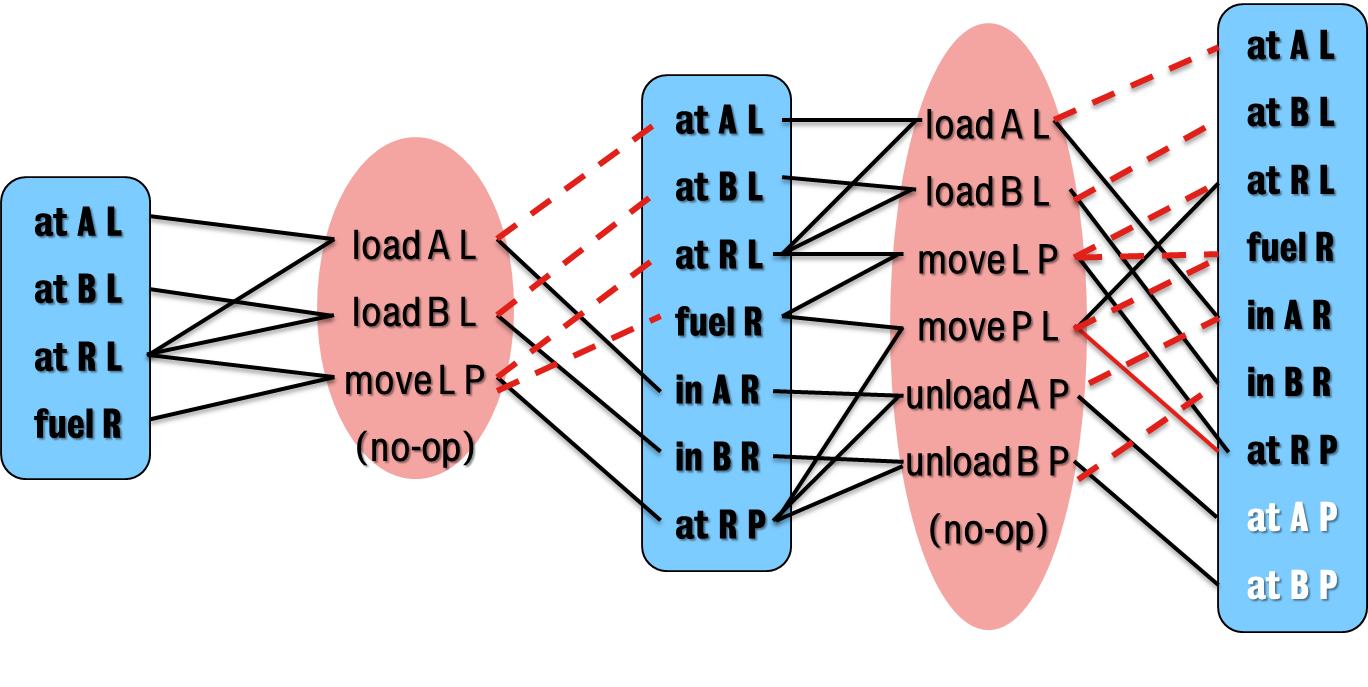 at A L
at B L
at R L
fuel R
load A L
load B L
move L P
(no-op)
at A L
at B L
at R L
fuel R
in A R
in B R
at R P
load A L
load B L
move L P
move P L
unload A P
unload B P
(no-op)
at A L
at B L
at R L
fuel R
in A R
in B R
at R P
at A P
at B P